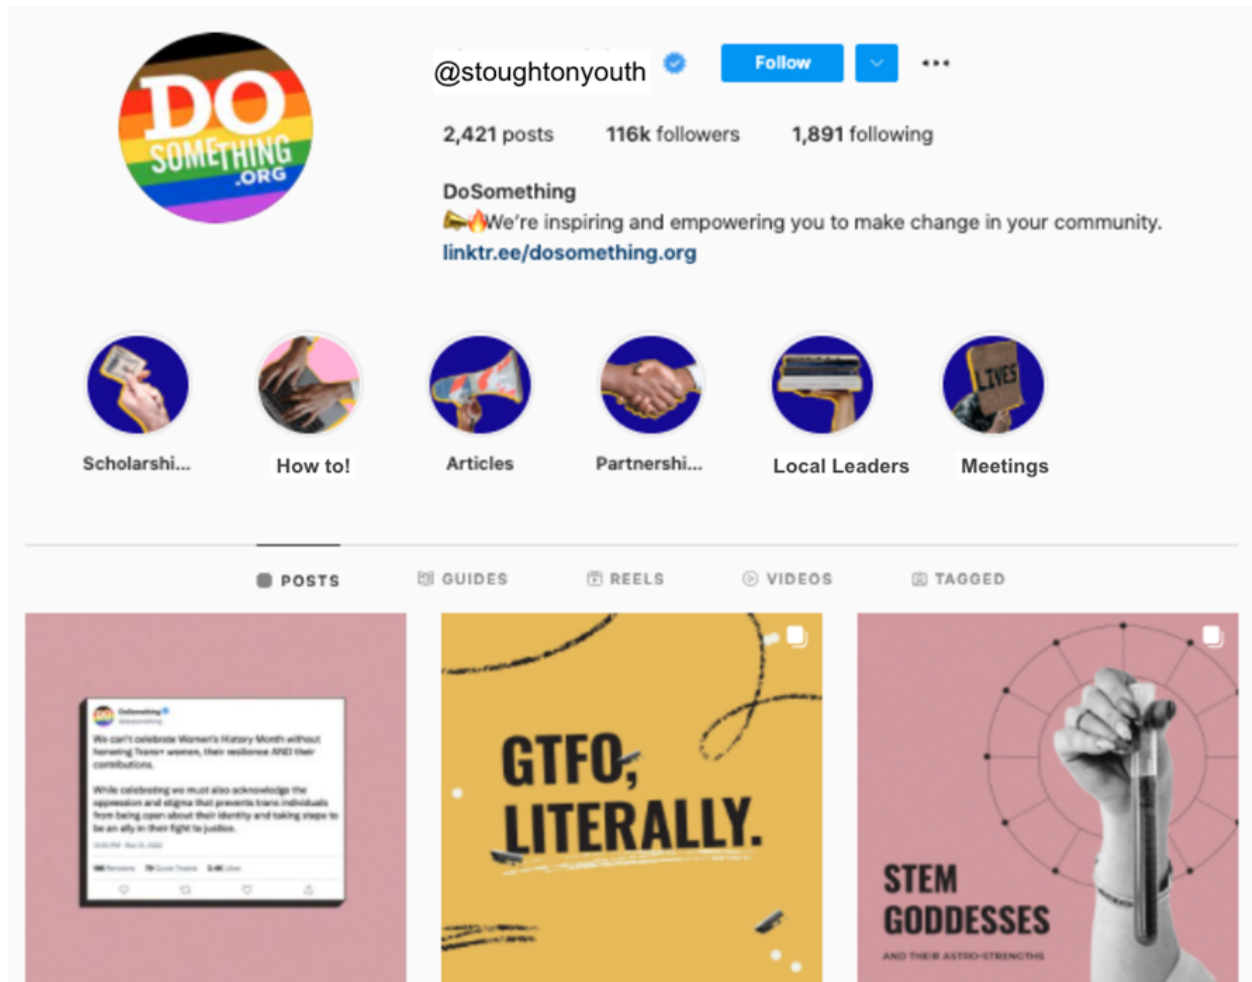 DO
SOMETHING
.ORG
@stoughtonyouth
Follow
2,421 posts 116k followers 1,891 following
DoSomething
We're inspiring and empowering you to make change in your community.
linktr.ee/dosomething.org
Scholarshi... How to! Articles Partnershi... Local Leaders Meetings
LIVES
POSTS GUIDES REELS VIDEOS TAGGED
DoSomething
@dosomething
We can't celebrate Women's History Month without
honoring Trans+ women, their resilience AND their
contributions.
While celebrating we must also acknowledge the
oppression and stigma that prevents trans individuals
from being open about their identity and taking steps to
be an ally in their fight to justice.
GTFO,
LITERALLY.
STEM
GODDESSES
AND THEIR ASTRO-STRENGTHS